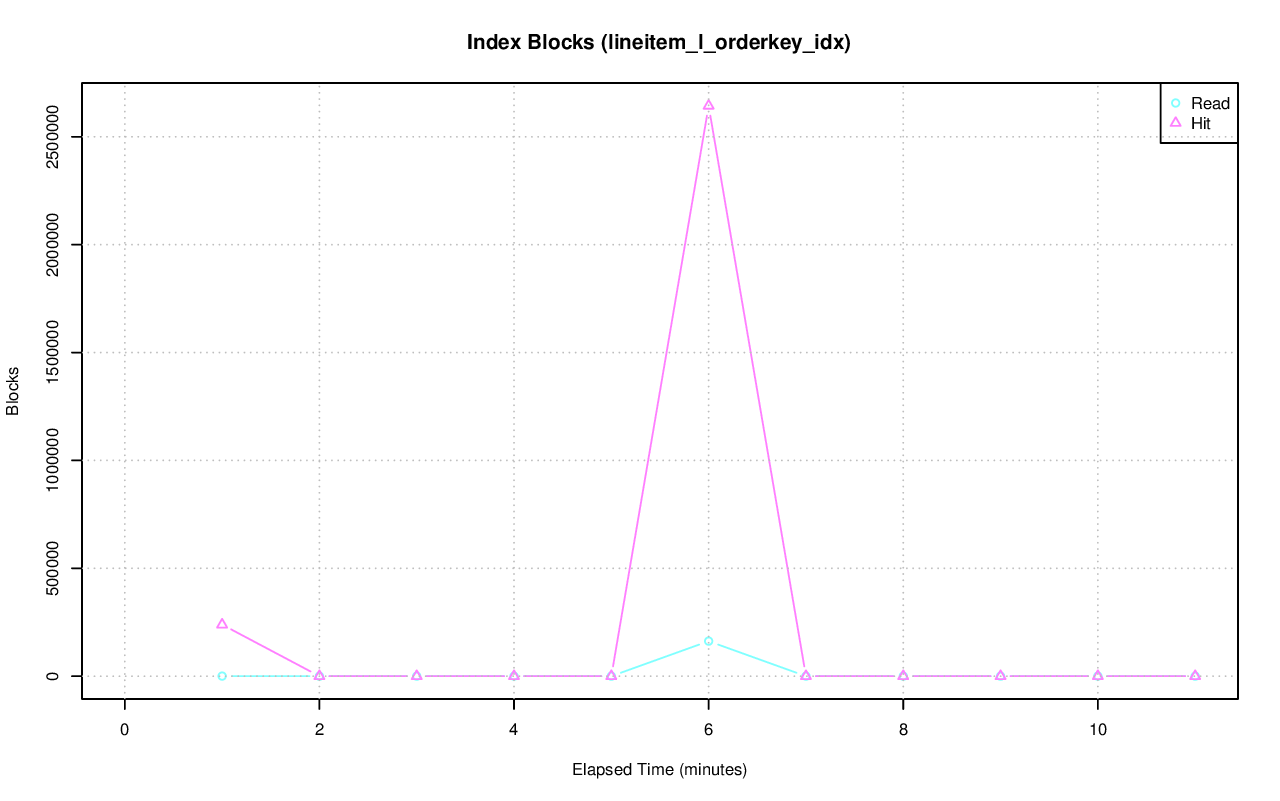 Index Blocks (lineitem_l_orderkey_idx)
Read
Hit
2500000
2000000
1500000
1000000
500000
0
Blocks
0 2 4 6 8 10
Elapsed Time (minutes)